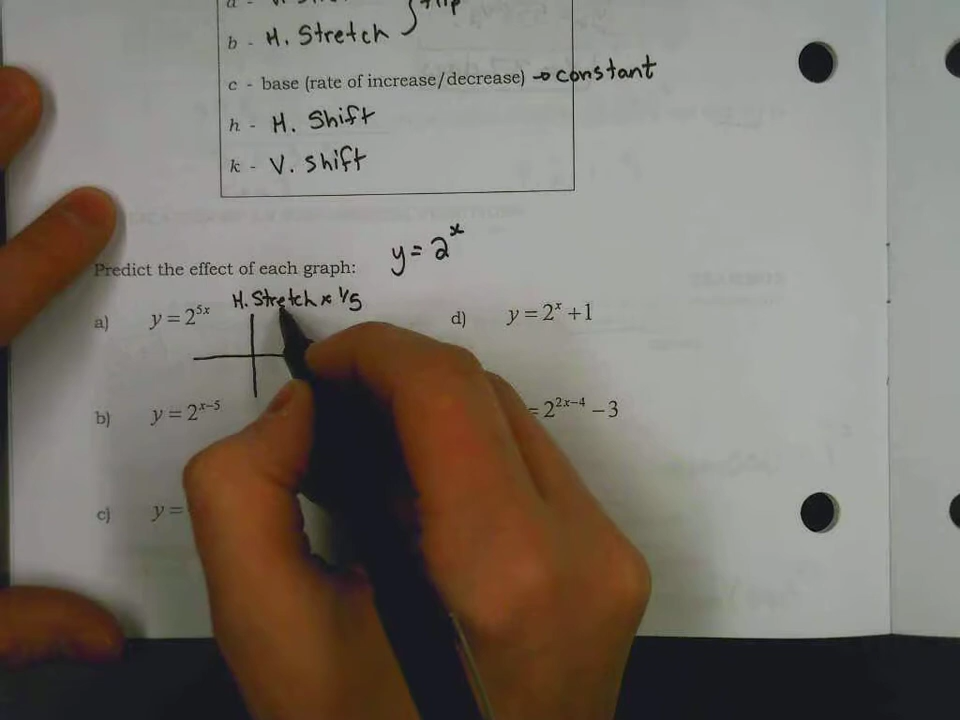 b - H. Stretch flip
c - base (rate of increase/decrease) → constant
h - H. Shift
k - V. shift
Predict the effect of each graph: y = 2^x
H. Stretch x 1/5
a) y = 2^5x
d) y = 2^x + 1
b) y = 2^x-5
= 2^2x-4 - 3
c) y =